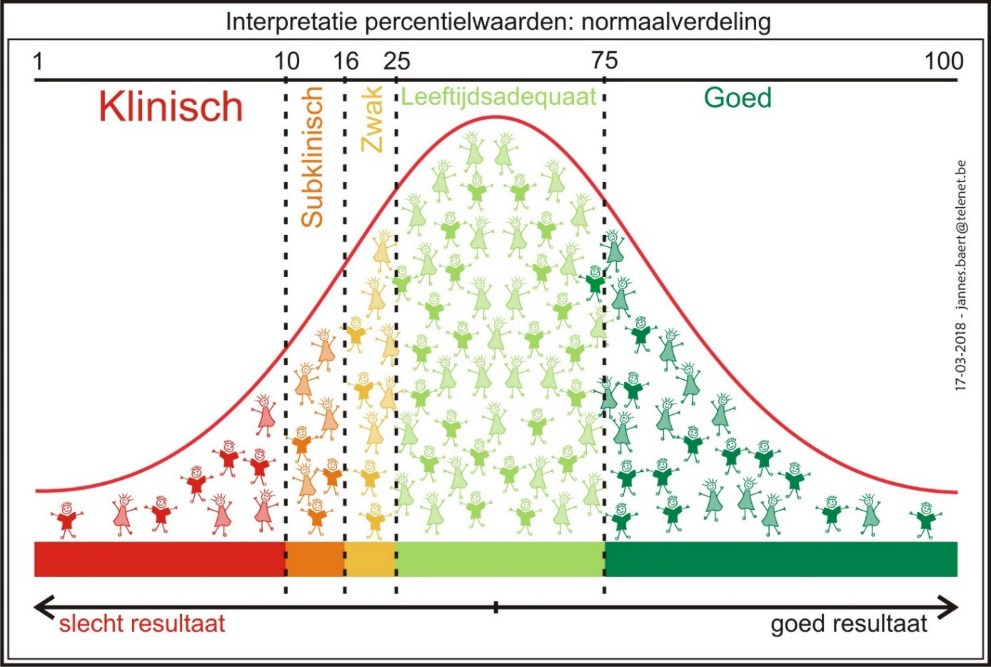 Interpretatie percentielwaarden: normaalverdeling
1 10 16 25 75 100
Klinisch
Subklinisch
Zwak
Leeftijdsadequaat
Goed
17-03-2018 - jannes.baert@telenet.be
slecht resultaat
goed resultaat